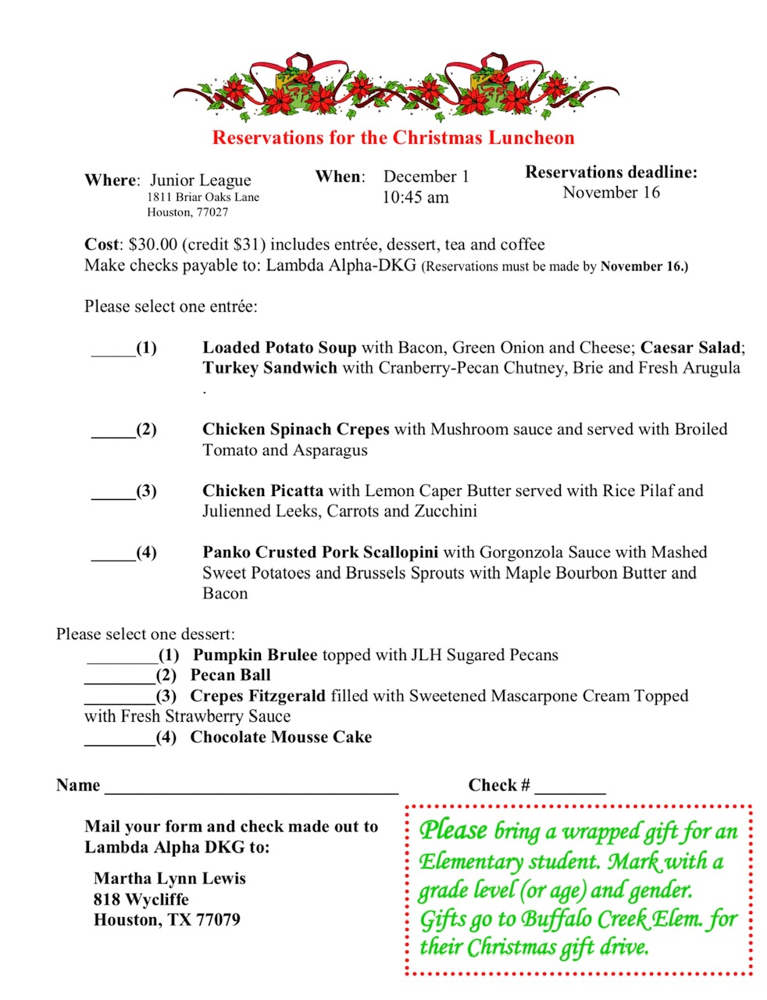 Reservations for the Christmas Luncheon
Where:  Junior League
1811 Briar Oaks Lane
Houston, 77027
When:    December 1
10:45 am
Reservations deadline:
November 16
Cost: $30.00 (credit $31) includes entrée, dessert, tea and coffee
Make checks payable to: Lambda Alpha-DKG (Reservations must be made by November 16.)
Please select one entrée:
_____(1) Loaded Potato Soup with Bacon, Green Onion and Cheese; Caesar Salad;
Turkey Sandwich with Cranberry-Pecan Chutney, Brie and Fresh Arugula
.
_____(2) Chicken Spinach Crepes with Mushroom sauce and served with Broiled
Tomato and Asparagus
_____(3) Chicken Picatta with Lemon Caper Butter served with Rice Pilaf and
Julienned Leeks, Carrots and Zucchini
_____(4) Panko Crusted Pork Scallopini with Gorgonzola Sauce with Mashed
Sweet Potatoes and Brussels Sprouts with Maple Bourbon Butter and
Bacon
Please select one dessert:
________(1) Pumpkin Brulee topped with JLH Sugared Pecans
________(2) Pecan Ball
________(3) Crepes Fitzgerald filled with Sweetened Mascarpone Cream Topped
with Fresh Strawberry Sauce
________(4) Chocolate Mousse Cake
Name _________________________________ Check # ________
Mail your form and check made out to
Lambda Alpha DKG to:
Martha Lynn Lewis
818 Wycliffe
Houston, TX 77079
Please bring a wrapped gift for an
Elementary student. Mark with a
grade level (or age) and gender.
Gifts go to Buffalo Creek Elem. for
their Christmas gift drive.